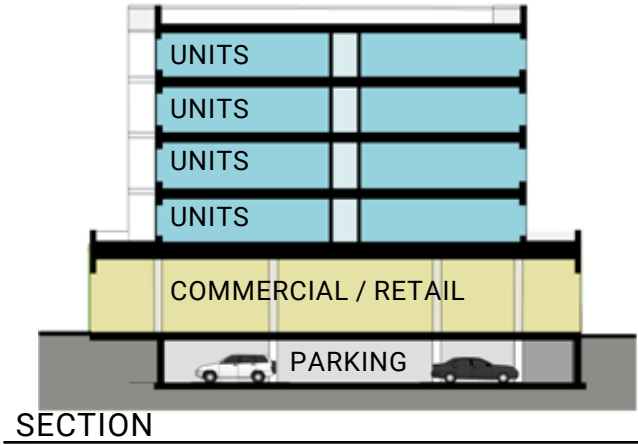 UNITS
UNITS
UNITS
UNITS
COMMERCIAL / RETAIL
PARKING
SECTION